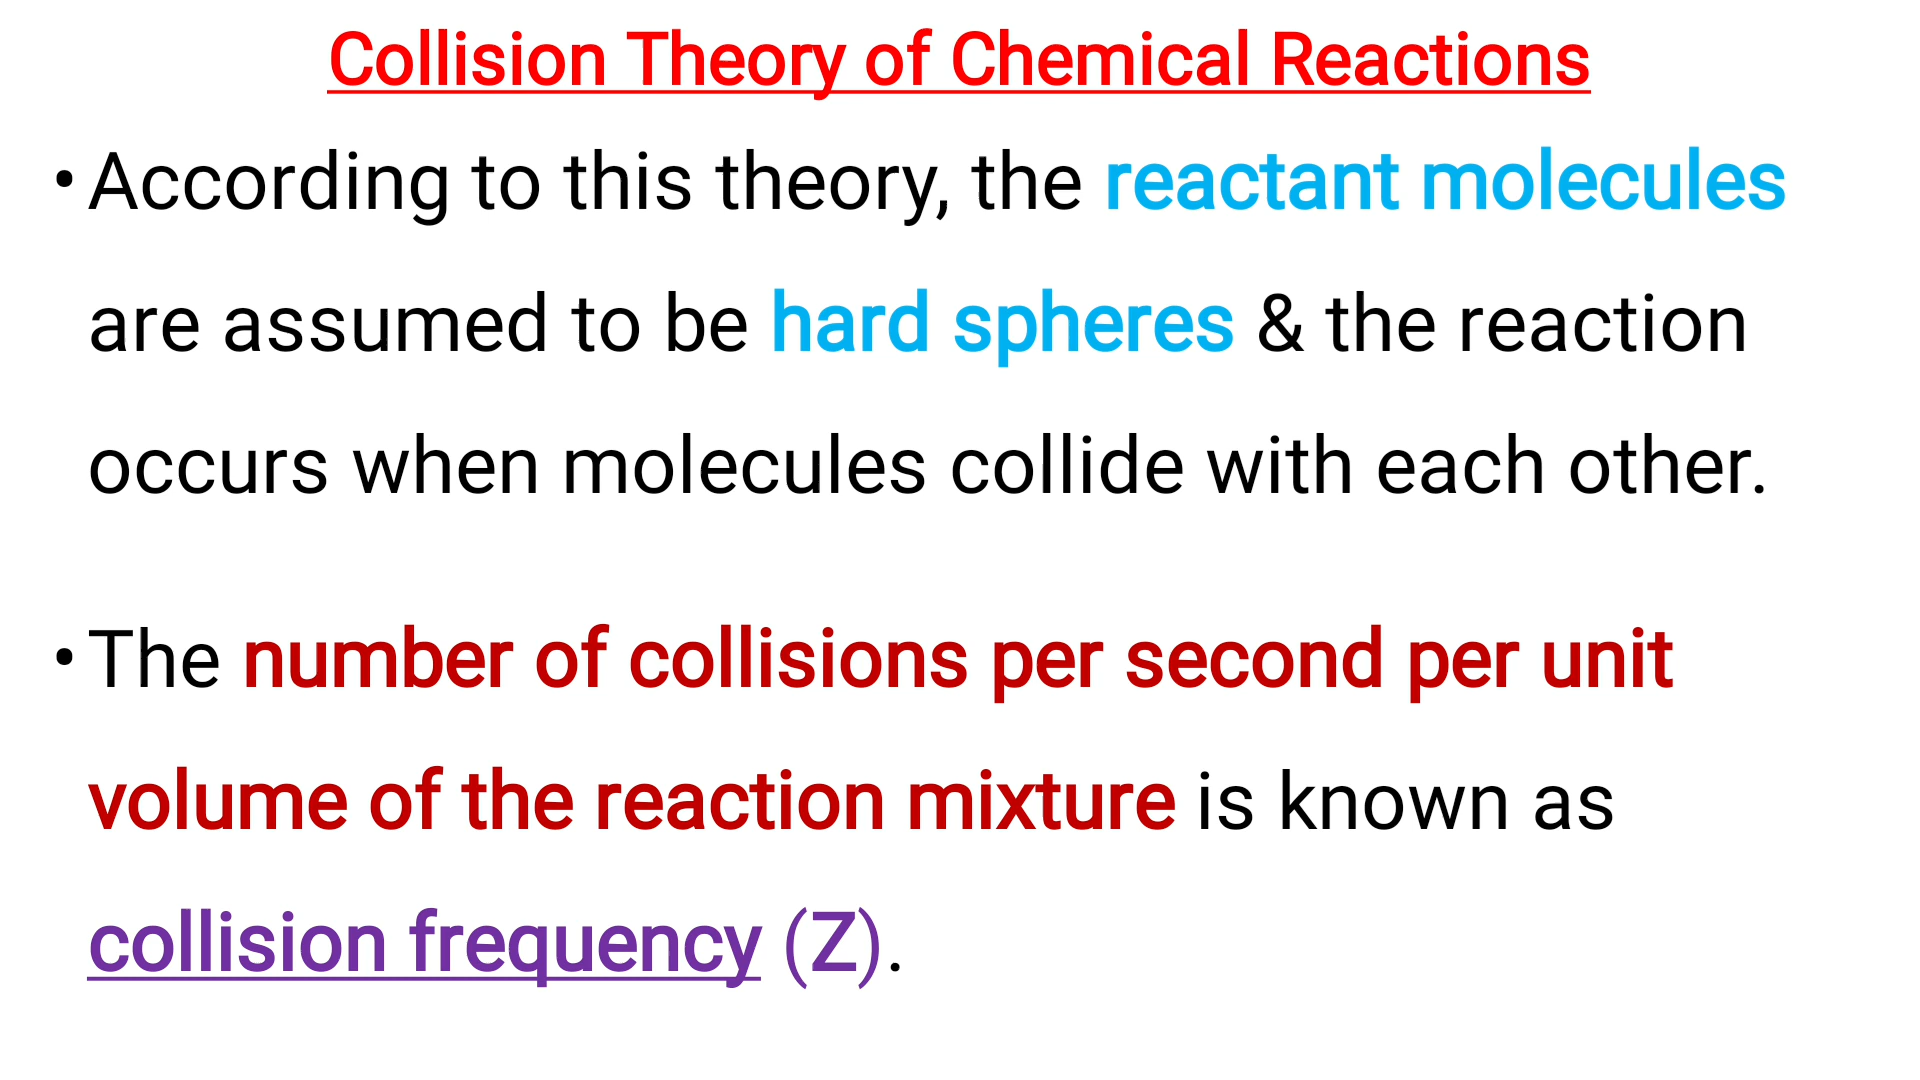 Collision Theory of Chemical Reactions
• According to this theory, the reactant molecules
are assumed to be hard spheres & the reaction
occurs when molecules collide with each other.
• The number of collisions per second per unit
volume of the reaction mixture is known as
collision frequency (Z).